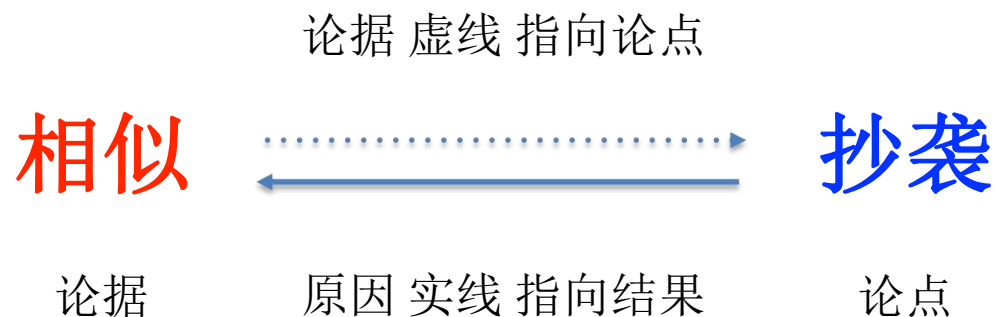 论据 虚线 指向论点
相似 抄袭
论据 原因 实线 指向结果 论点